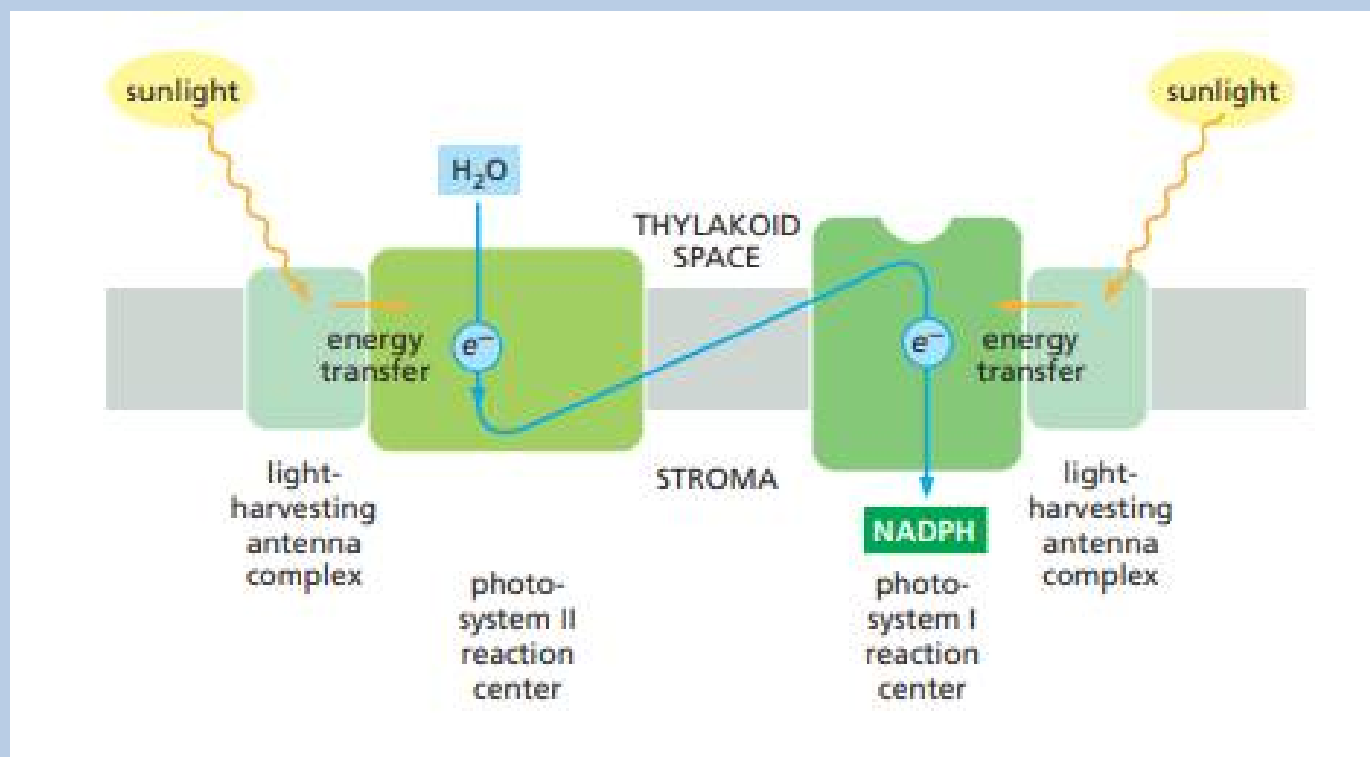 sunlight
sunlight
H₂O
THYLAKOID
SPACE
energy
transfer
e⁻
e⁻
energy
transfer
STROMA
light-
harvesting
antenna
complex
photo-
system II
reaction
center
NADPH
photo-
system I
reaction
center
light-
harvesting
antenna
complex